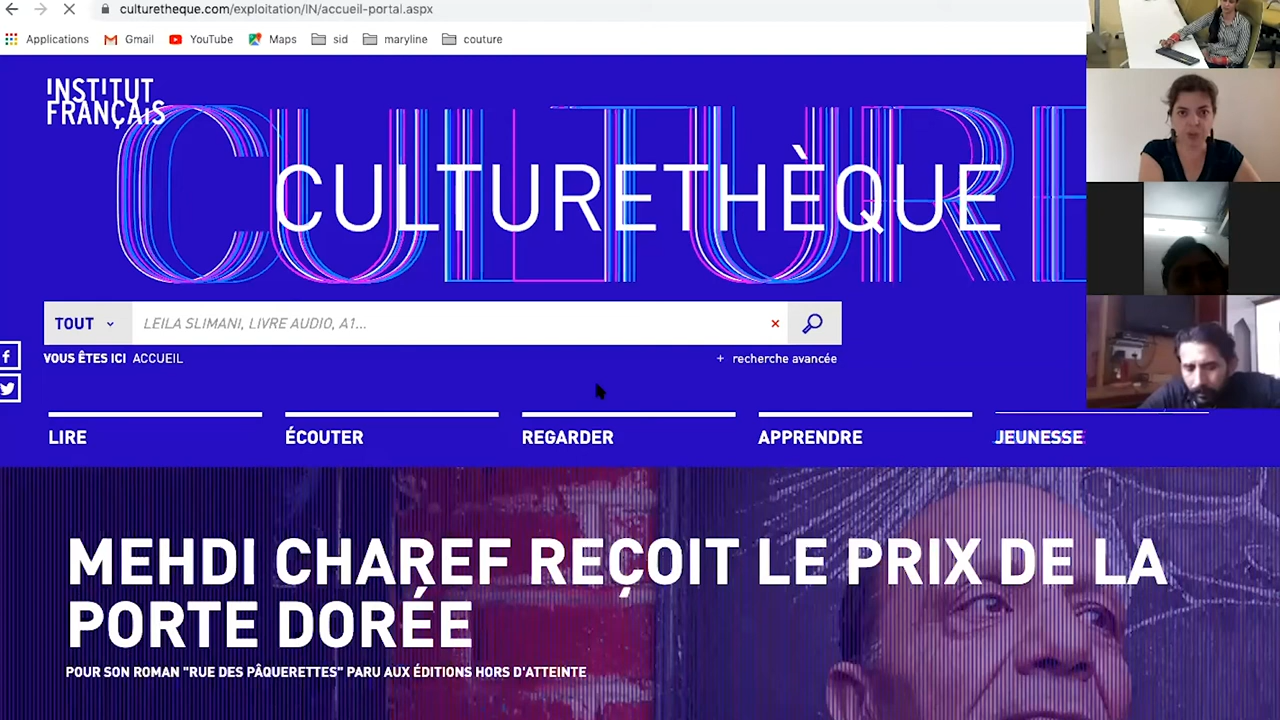 culturetheque.com/exploitation/IN/accueil-portal.aspx
Applications Gmail YouTube Maps sid maryline couture
INSTITUT
FRANÇAIS
CULTURETHÈQUE
TOUT LEILA SLIMANI, LIVRE AUDIO, A1... ×
VOUS ÊTES ICI ACCUEIL + recherche avancée
LIRE ÉCOUTER REGARDER APPRENDRE JEUNESSE
MEHDI CHAREF REÇOIT LE PRIX DE LA
PORTE DORÉE
POUR SON ROMAN "RUE DES PÂQUERETTES" PARU AUX ÉDITIONS HORS D'ATTEINTE